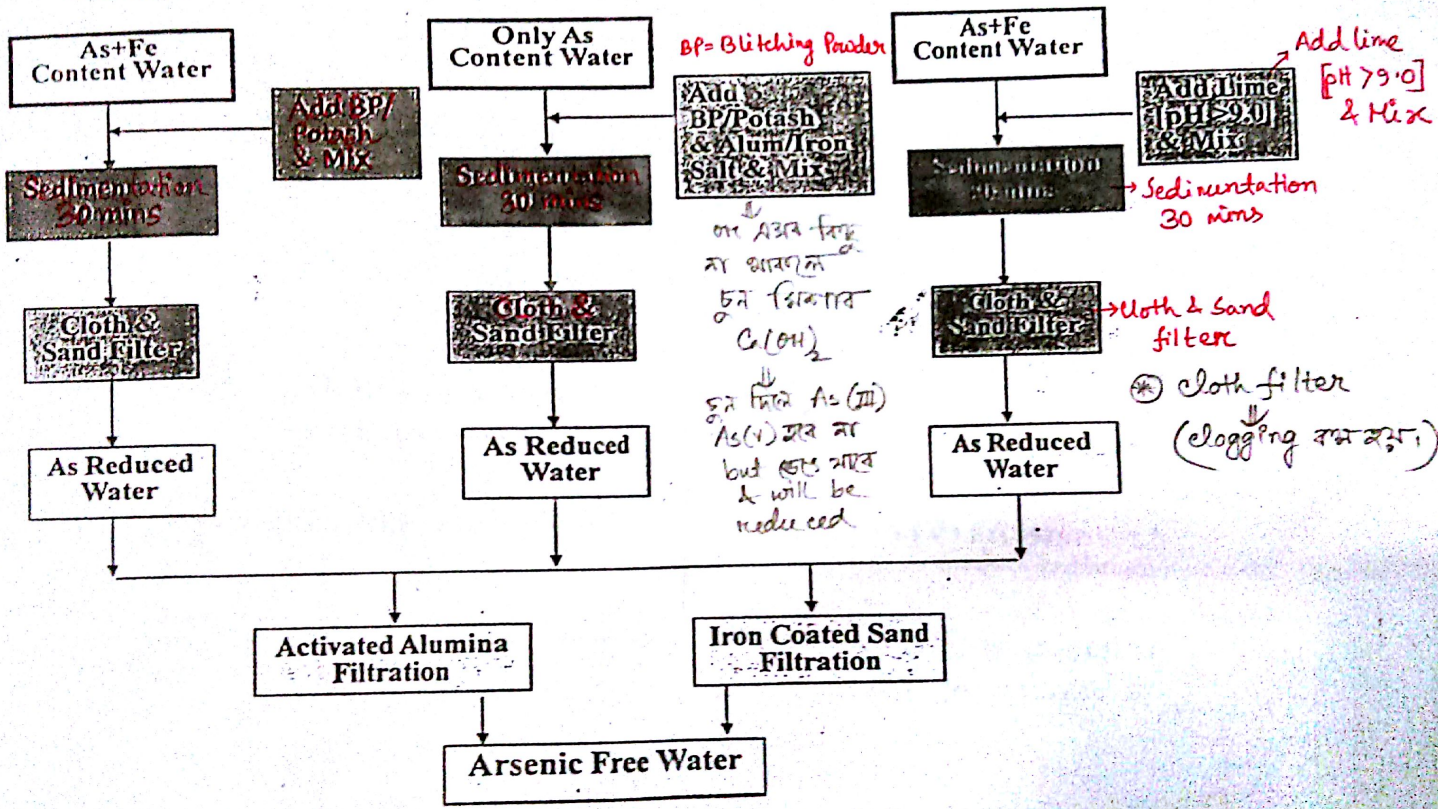 As+Fe
Content Water
Add BP/
Potash
& Mix
Sedimentation
30 mins
Cloth &
Sand Filter
As Reduced
Water
Only As
Content Water
BP= Blitching Powder
Add
BP/Potash
& Alum/Iron
Salt & Mix
Sedimentation
30 mins
Cloth &
Sand Filter
As Reduced
Water
না থাকলে
চুন
Ca(OH)₂
চুন দিলে As (III)
As(V) হবে না
but যাবে
& will be
reduced
As+Fe
Content Water
Add Lime
[pH>9.0]
& Mix
Add lime
[pH >9.0]
& Mix
Sedimentation
30 mins
Sedimentation
30 mins
Cloth &
Sand Filter
Cloth & Sand
filter
As Reduced
Water
* cloth filter
(clogging কম হয়।)
Activated Alumina
Filtration
Iron Coated Sand
Filtration
Arsenic Free Water